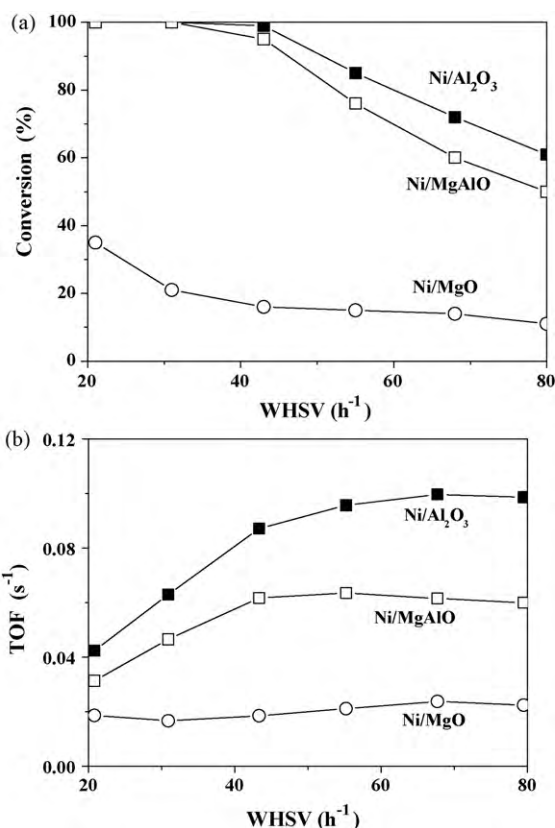 (a)
100
80
60
40
20
0
Conversion (%)
Ni/Al₂O₃
Ni/MgAlO
Ni/MgO
20 40 60 80
WHSV (h⁻¹)
(b)
0.12
0.08
0.04
0.00
TOF (s⁻¹)
Ni/Al₂O₃
Ni/MgAlO
Ni/MgO
20 40 60 80
WHSV (h⁻¹)